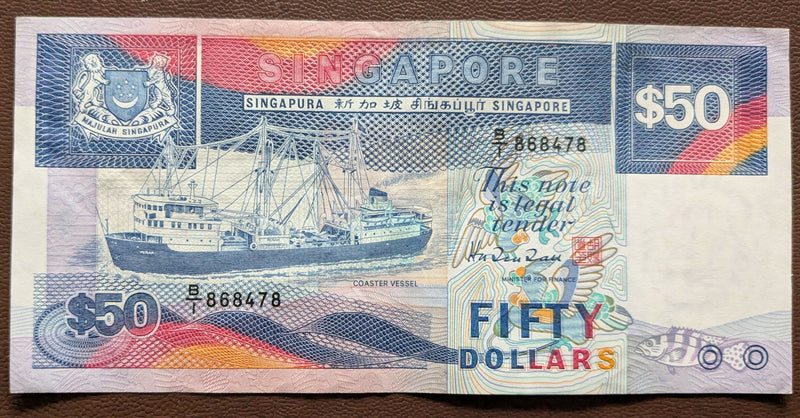 SINGAPORE
SINGAPURA 新加坡 சிங்கப்பூர் SINGAPORE
MAJULAH SINGAPURA
$50
B/1 868478
This note
is legal
tender
MINISTER FOR FINANCE
COASTER VESSEL
$50
B/1 868478
FIFTY
DOLLARS